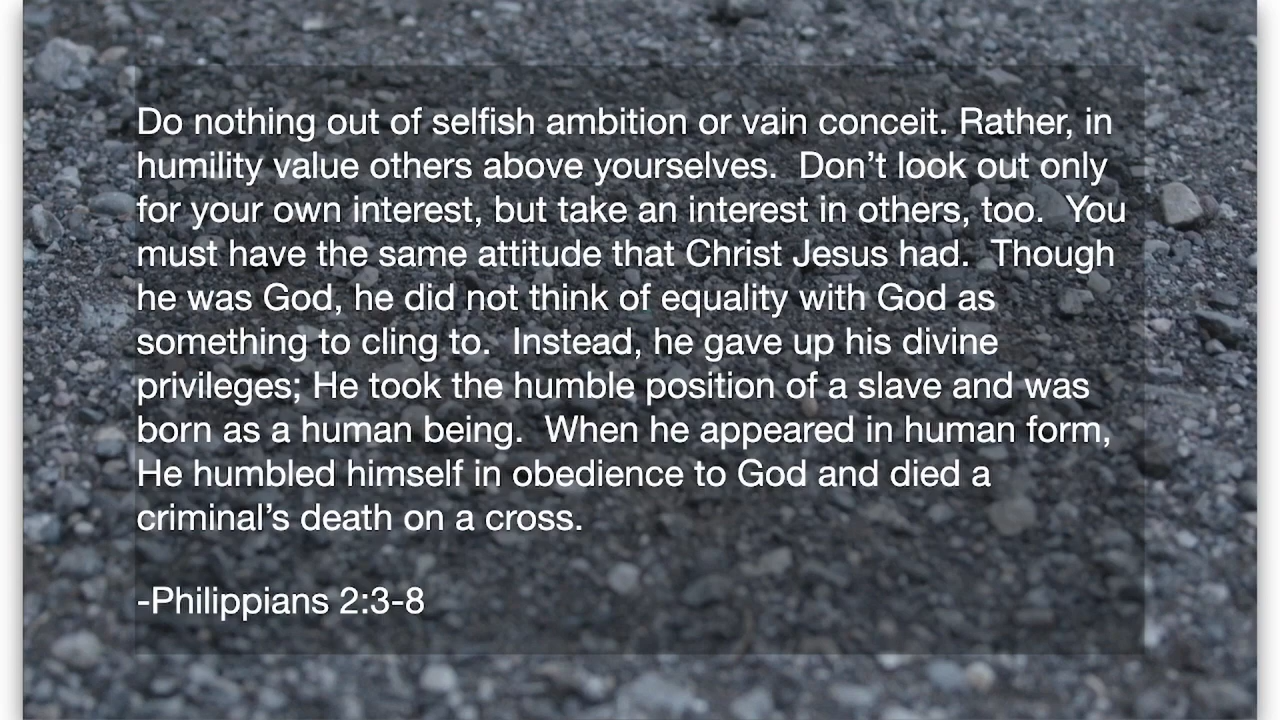 Do nothing out of selfish ambition or vain conceit. Rather, in
humility value others above yourselves.  Don’t look out only
for your own interest, but take an interest in others, too.  You
must have the same attitude that Christ Jesus had.  Though
he was God, he did not think of equality with God as
something to cling to.  Instead, he gave up his divine
privileges; He took the humble position of a slave and was
born as a human being.  When he appeared in human form,
He humbled himself in obedience to God and died a
criminal’s death on a cross.
-Philippians 2:3-8